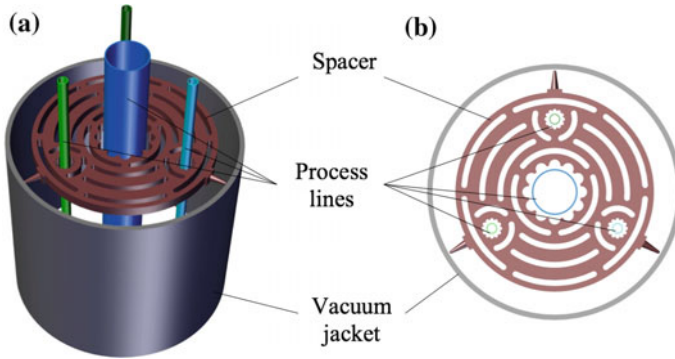 (a)
(b)
Spacer
Process
lines
Vacuum
jacket